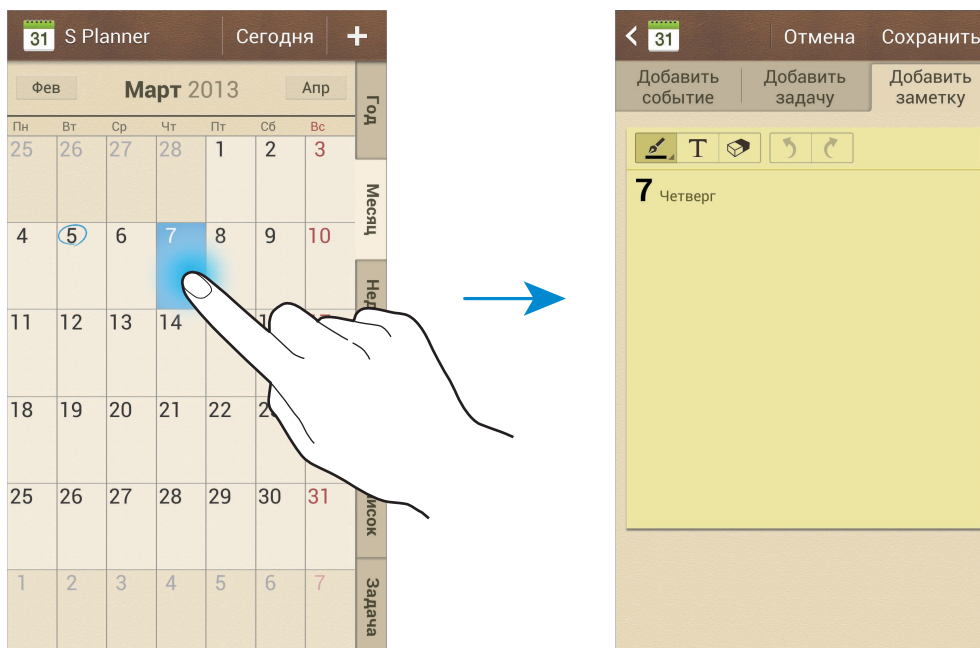 31 S Planner Сегодня +
Фев Март 2013 Апр
Год
Пн Вт Ср Чт Пт Сб Вс
25 26 27 28 1 2 3
Месяц
4 5 6 7 8 9 10
11 12 13 14
18 19 20 21 22
25 26 27 28 29 30 31
1 2 3 4 5 6 7
Задача
31 Отмена Сохранить
Добавить событие
Добавить задачу
Добавить заметку
T
7 Четверг